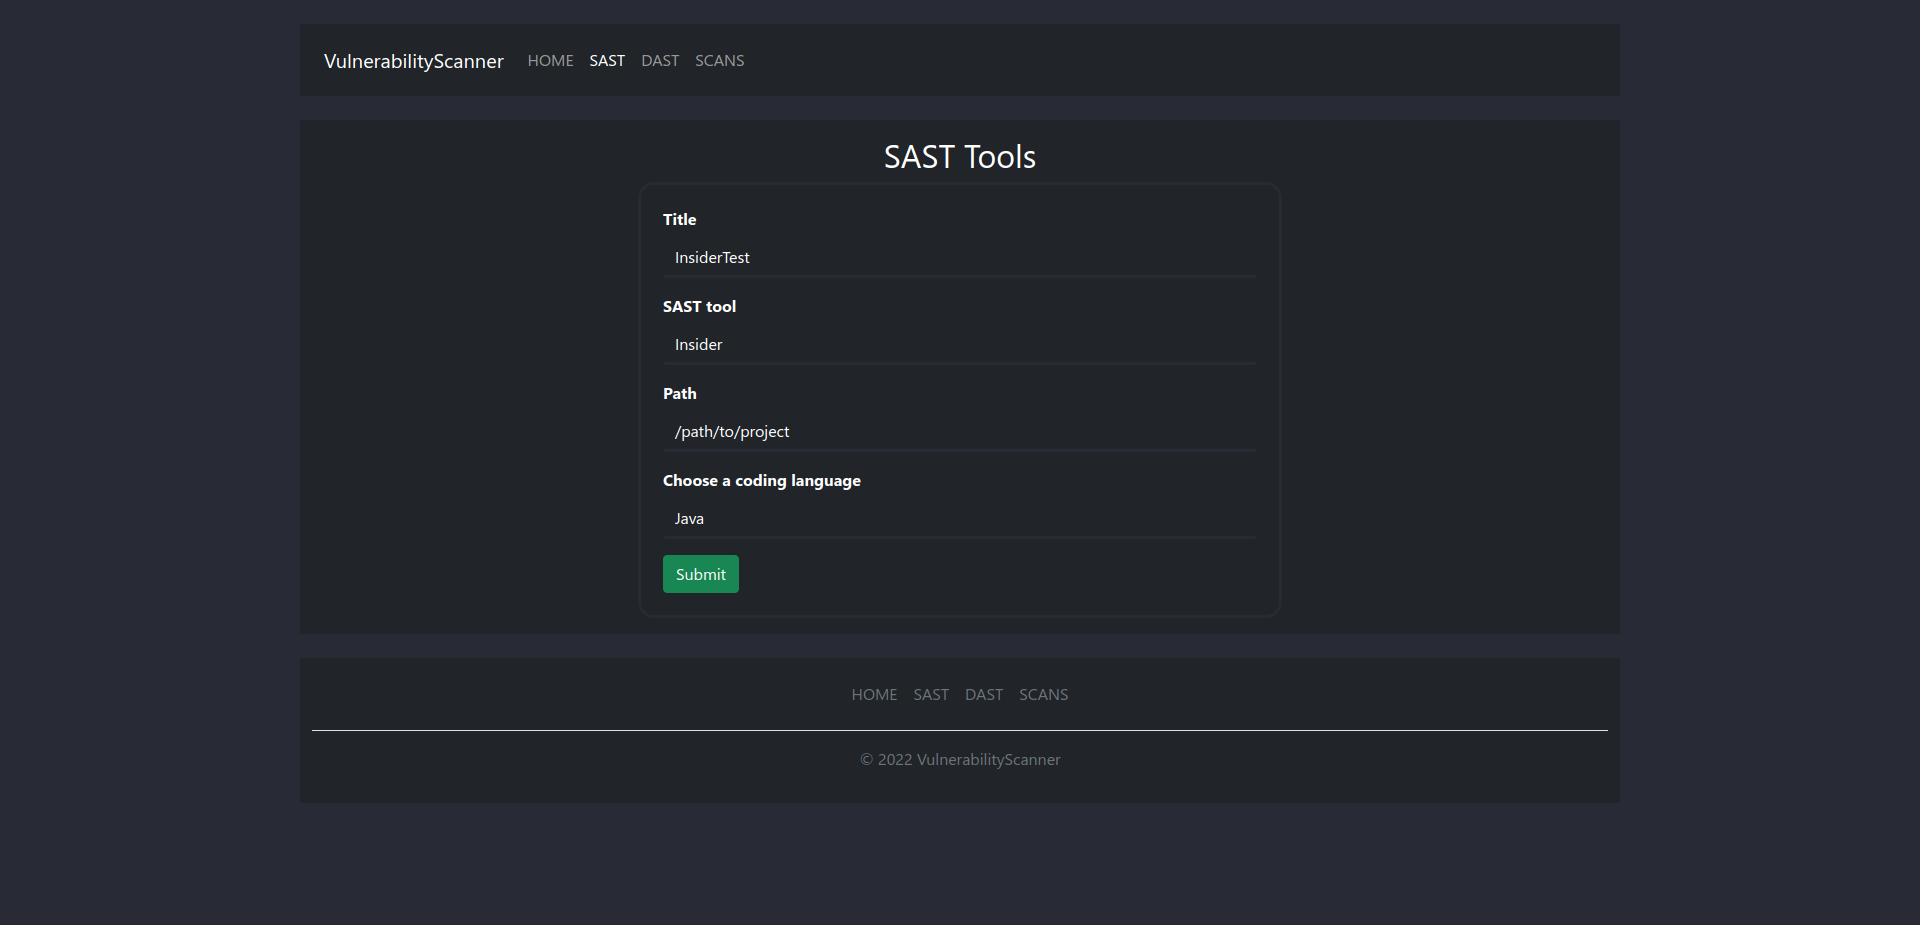 VulnerabilityScanner HOME SAST DAST SCANS
SAST Tools
Title
InsiderTest
SAST tool
Insider
Path
/path/to/project
Choose a coding language
Java
Submit
HOME SAST DAST SCANS
© 2022 VulnerabilityScanner